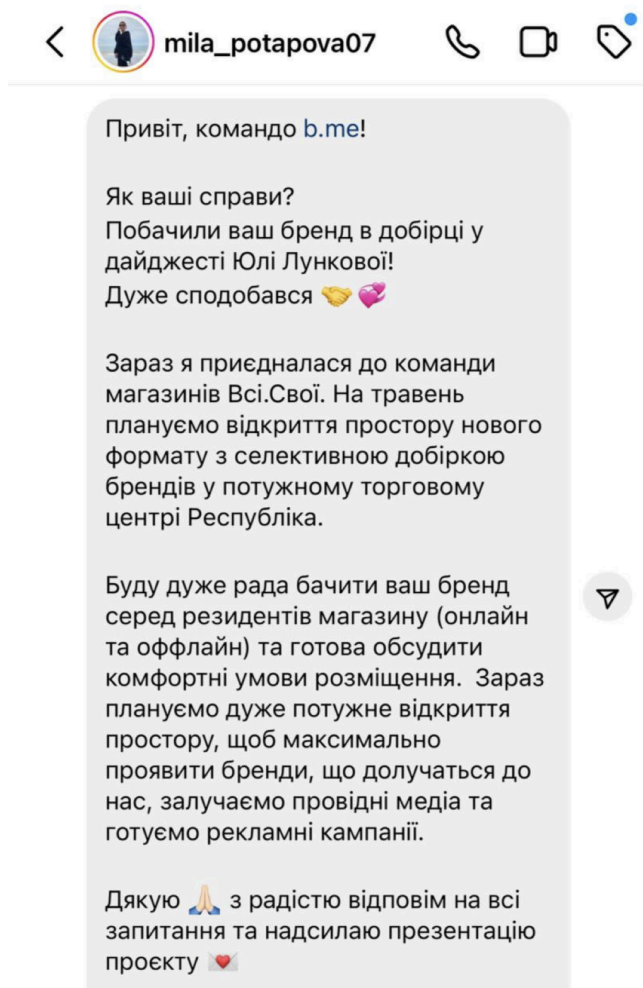 mila_potapova07
Привіт, командо b.me!
Як ваші справи?
Побачили ваш бренд в добірці у
дайджесті Юлі Лункової!
Дуже сподобався 🤝💞
Зараз я приєдналася до команди
магазинів Всі.Свої. На травень
плануємо відкриття простору нового
формату з селективною добіркою
брендів у потужному торговому
центрі Республіка.
Буду дуже рада бачити ваш бренд
серед резидентів магазину (онлайн
та оффлайн) та готова обсудити
комфортні умови розміщення.  Зараз
плануємо дуже потужне відкриття
простору, щоб максимально
проявити бренди, що долучаться до
нас, залучаємо провідні медіа та
готуємо рекламні кампанії.
Дякую 🙏🏻 з радістю відповім на всі
запитання та надсилаю презентацію
проєкту 💌